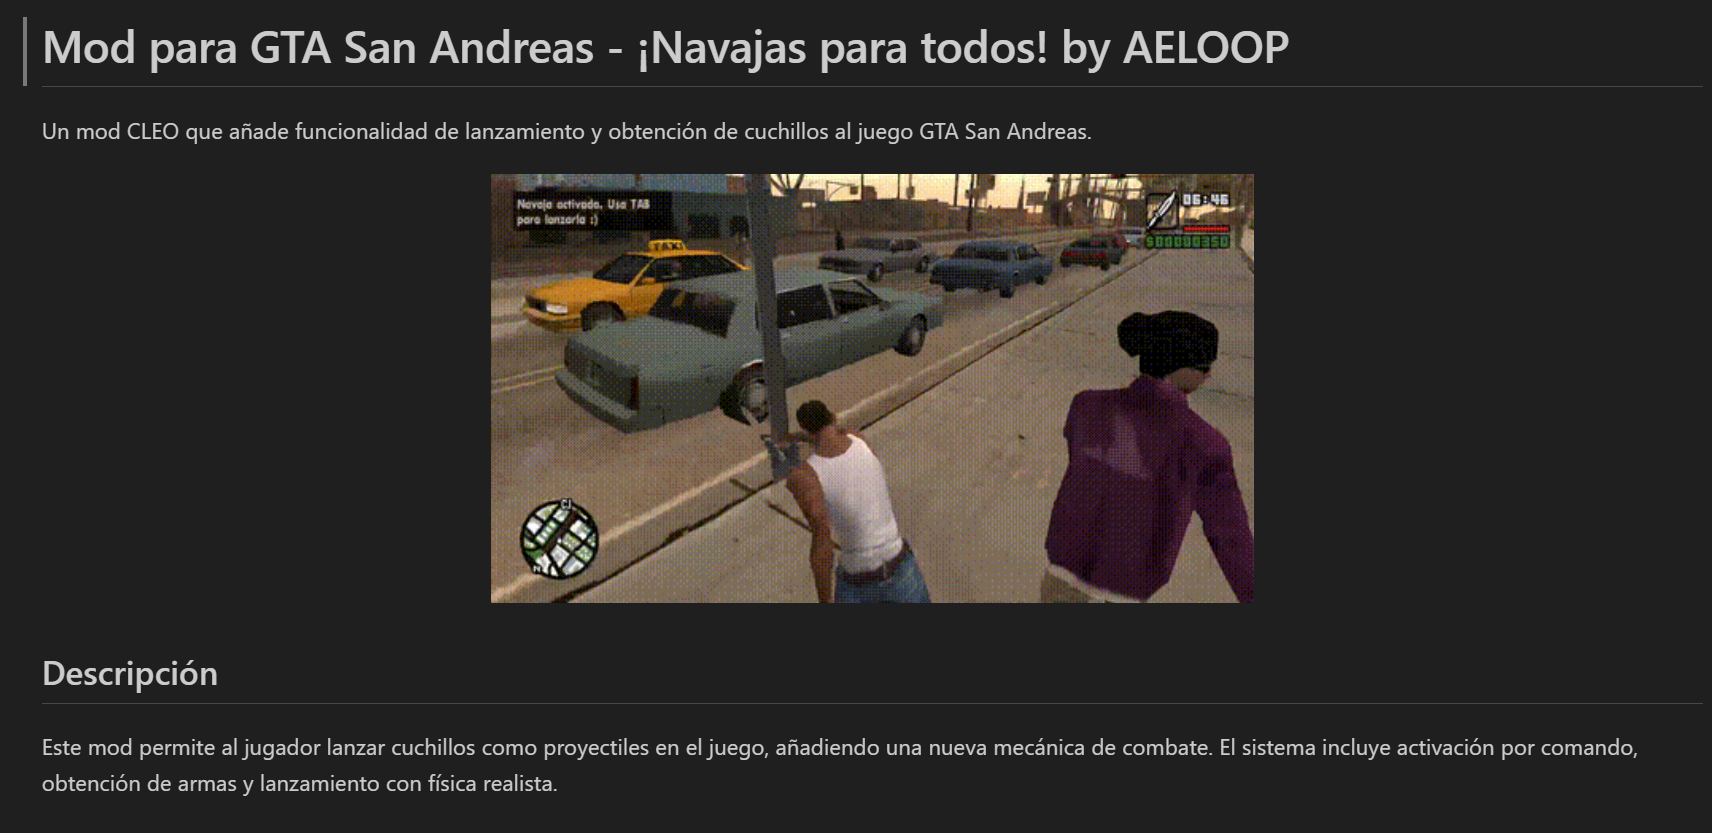 Mod para GTA San Andreas - ¡Navajas para todos! by AELOOP
Un mod CLEO que añade funcionalidad de lanzamiento y obtención de cuchillos al juego GTA San Andreas.
Navaja activada. Usa TAB
para lanzarla :)
06:46
$00000350
TAXI
CJ
N
Descripción
Este mod permite al jugador lanzar cuchillos como proyectiles en el juego, añadiendo una nueva mecánica de combate. El sistema incluye activación por comando,
obtención de armas y lanzamiento con física realista.